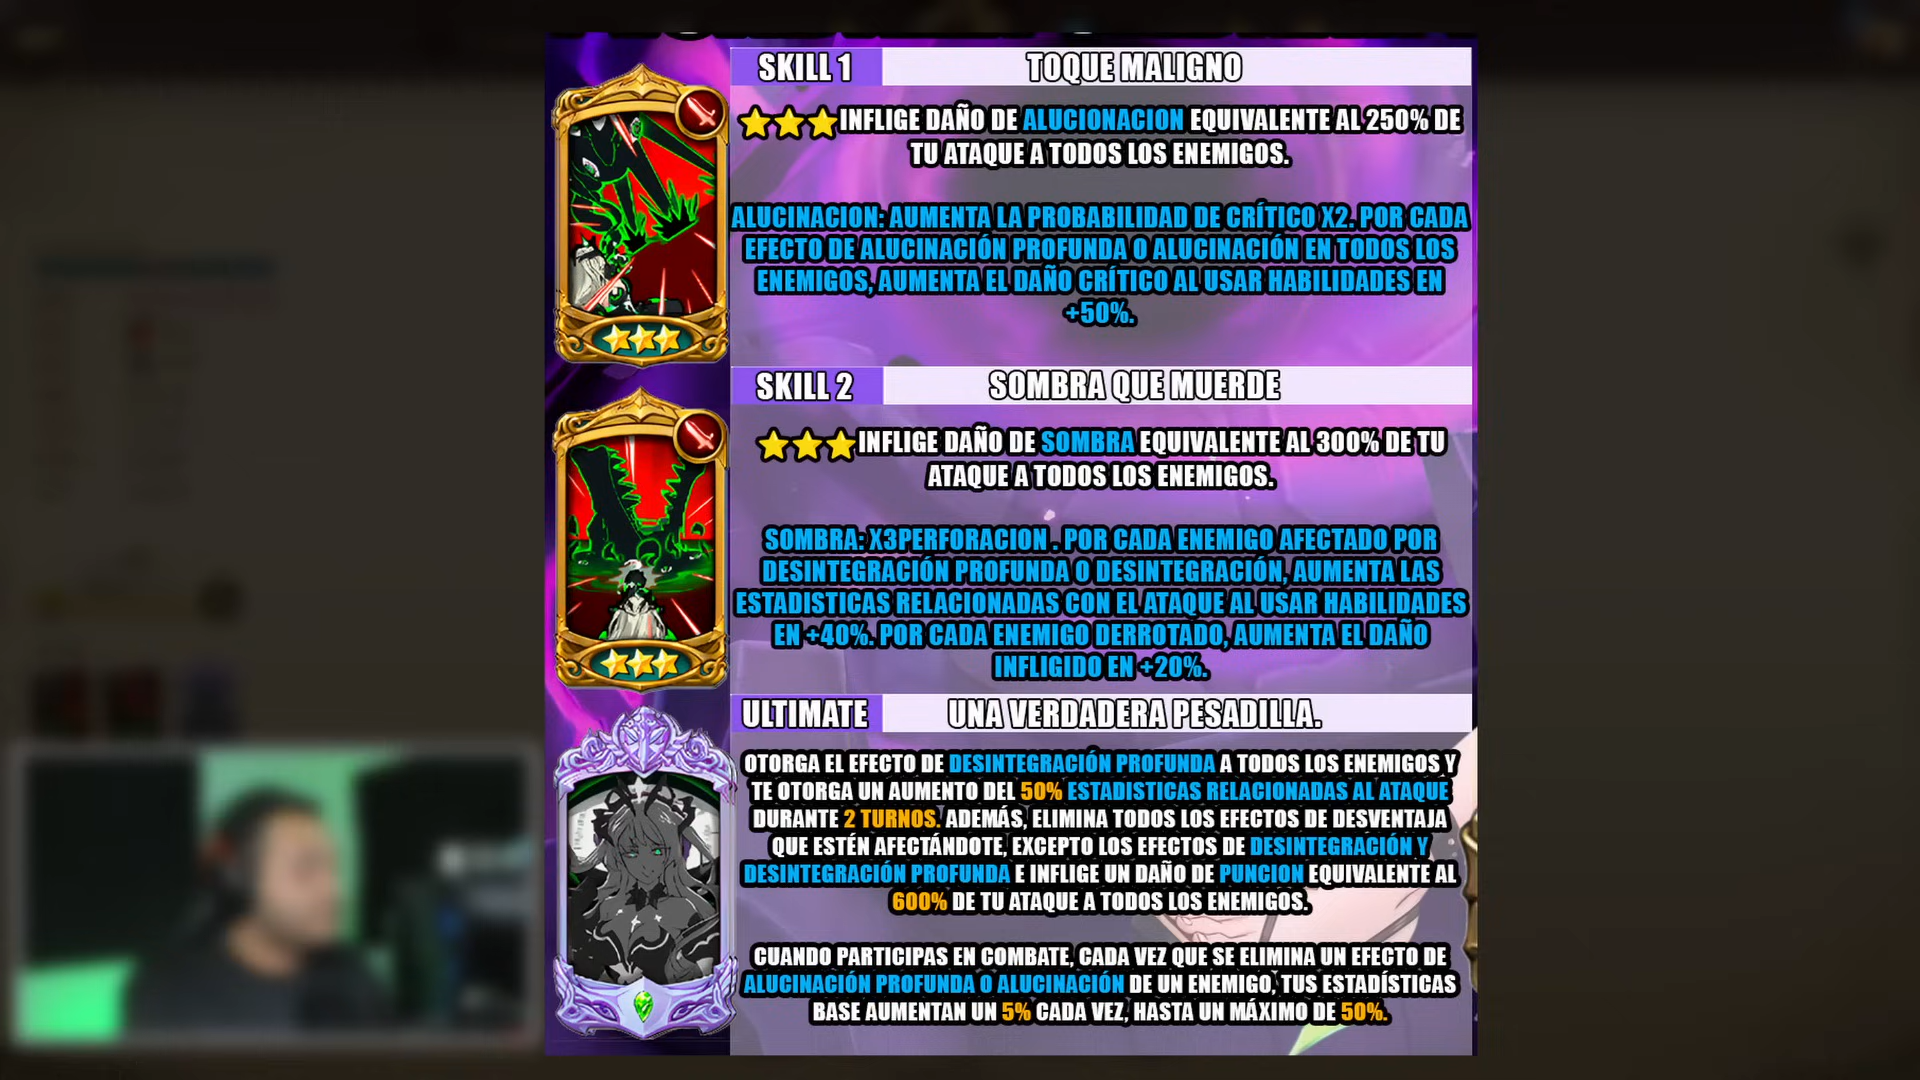 SKILL 1
TOQUE MALIGNO
INFLIGE DAÑO DE ALUCIONACION EQUIVALENTE AL 250% DE
TU ATAQUE A TODOS LOS ENEMIGOS.
ALUCINACION: AUMENTA LA PROBABILIDAD DE CRÍTICO X2. POR CADA
EFECTO DE ALUCINACIÓN PROFUNDA O ALUCINACIÓN EN TODOS LOS
ENEMIGOS, AUMENTA EL DAÑO CRÍTICO AL USAR HABILIDADES EN
+50%.
SKILL 2
SOMBRA QUE MUERDE
INFLIGE DAÑO DE SOMBRA EQUIVALENTE AL 300% DE TU
ATAQUE A TODOS LOS ENEMIGOS.
SOMBRA: X3PERFORACION . POR CADA ENEMIGO AFECTADO POR
DESINTEGRACIÓN PROFUNDA O DESINTEGRACIÓN, AUMENTA LAS
ESTADISTICAS RELACIONADAS CON EL ATAQUE AL USAR HABILIDADES
EN +40%. POR CADA ENEMIGO DERROTADO, AUMENTA EL DAÑO
INFLIGIDO EN +20%.
ULTIMATE
UNA VERDADERA PESADILLA.
OTORGA EL EFECTO DE DESINTEGRACIÓN PROFUNDA A TODOS LOS ENEMIGOS Y
TE OTORGA UN AUMENTO DEL 50% ESTADISTICAS RELACIONADAS AL ATAQUE
DURANTE 2 TURNOS. ADEMÁS, ELIMINA TODOS LOS EFECTOS DE DESVENTAJA
QUE ESTÉN AFECTÁNDOTE, EXCEPTO LOS EFECTOS DE DESINTEGRACIÓN Y
DESINTEGRACIÓN PROFUNDA E INFLIGE UN DAÑO DE PUNCION EQUIVALENTE AL
600% DE TU ATAQUE A TODOS LOS ENEMIGOS.
CUANDO PARTICIPAS EN COMBATE, CADA VEZ QUE SE ELIMINA UN EFECTO DE
ALUCINACIÓN PROFUNDA O ALUCINACIÓN DE UN ENEMIGO, TUS ESTADÍSTICAS
BASE AUMENTAN UN 5% CADA VEZ, HASTA UN MÁXIMO DE 50%.